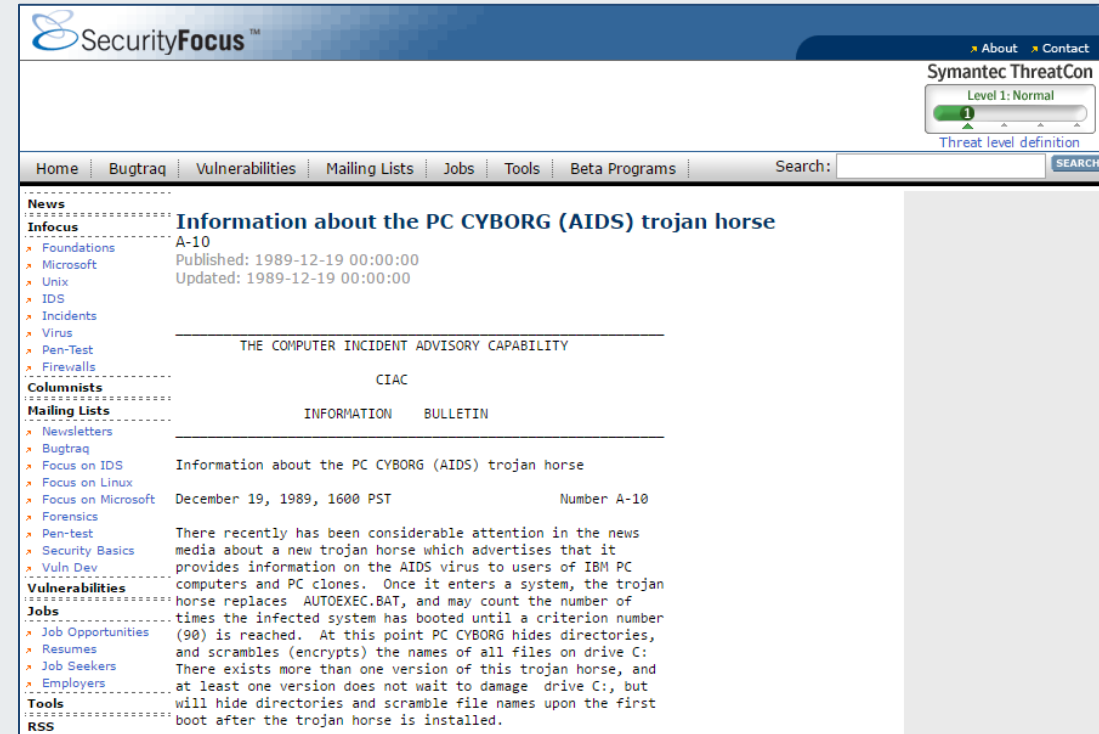 SecurityFocus™
About Contact
Symantec ThreatCon
Level 1: Normal
1
Threat level definition
Home Bugtraq Vulnerabilities Mailing Lists Jobs Tools Beta Programs Search: SEARCH
News
Infocus
Foundations
Microsoft
Unix
IDS
Incidents
Virus
Pen-Test
Firewalls
Columnists
Mailing Lists
Newsletters
Bugtraq
Focus on IDS
Focus on Linux
Focus on Microsoft
Forensics
Pen-test
Security Basics
Vuln Dev
Vulnerabilities
Jobs
Job Opportunities
Resumes
Job Seekers
Employers
Tools
RSS
Information about the PC CYBORG (AIDS) trojan horse
A-10
Published: 1989-12-19 00:00:00
Updated: 1989-12-19 00:00:00
THE COMPUTER INCIDENT ADVISORY CAPABILITY
CIAC
INFORMATION BULLETIN
Information about the PC CYBORG (AIDS) trojan horse
December 19, 1989, 1600 PST Number A-10
There recently has been considerable attention in the news
media about a new trojan horse which advertises that it
provides information on the AIDS virus to users of IBM PC
computers and PC clones. Once it enters a system, the trojan
horse replaces AUTOEXEC.BAT, and may count the number of
times the infected system has booted until a criterion number
(90) is reached. At this point PC CYBORG hides directories,
and scrambles (encrypts) the names of all files on drive C:
There exists more than one version of this trojan horse, and
at least one version does not wait to damage drive C:, but
will hide directories and scramble file names upon the first
boot after the trojan horse is installed.